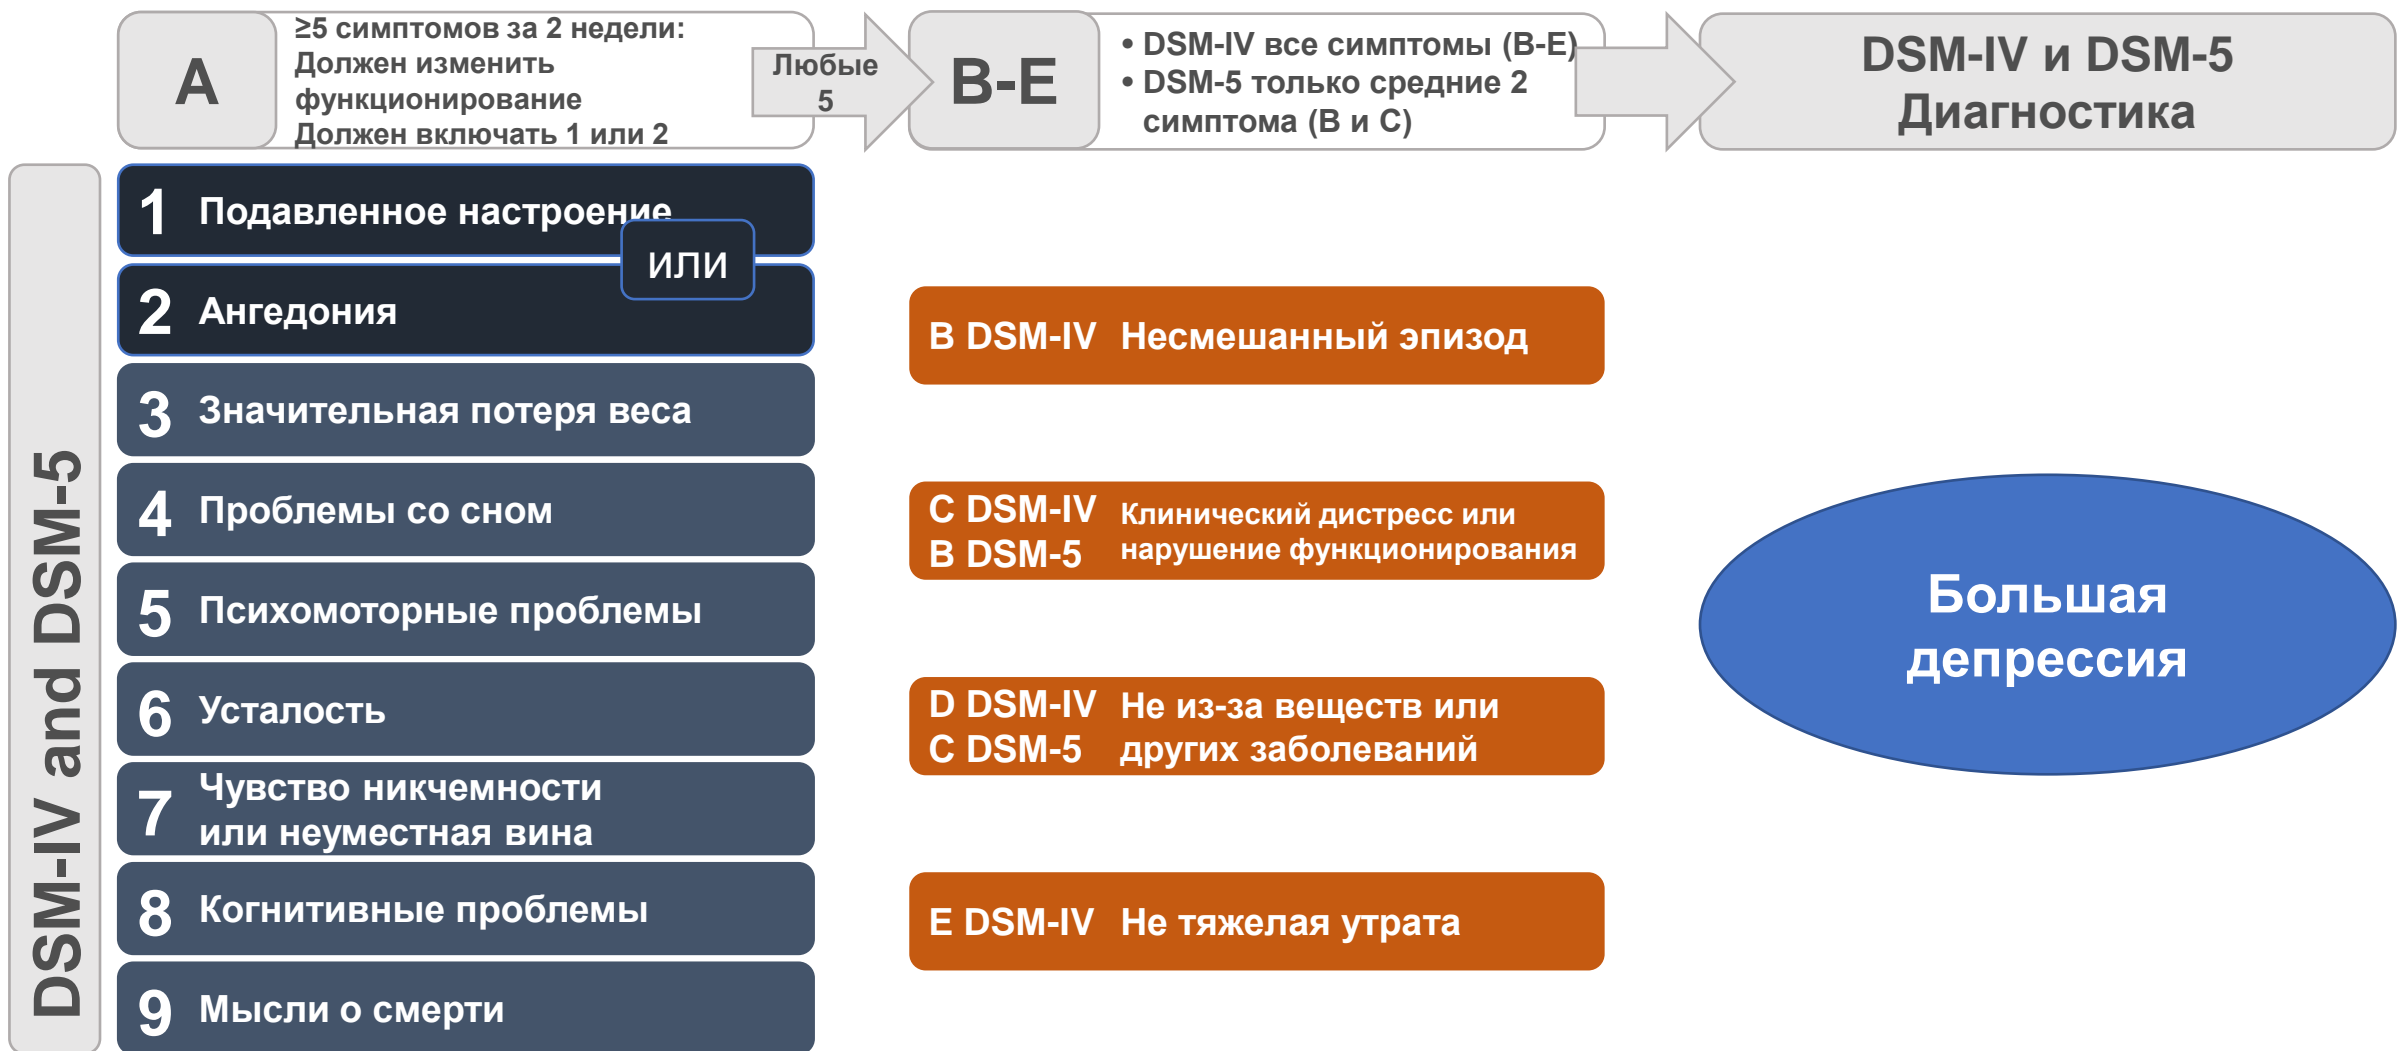 A
≥5 симптомов за 2 недели:
Должен изменить
функционирование
Должен включать 1 или 2
Любые
5
B-E
• DSM-IV все симптомы (B-E)
• DSM-5 только средние 2
симптома (B и C)
DSM-IV и DSM-5
Диагностика
DSM-IV and DSM-5
1 Подавленное настроение
или
2 Ангедония
3 Значительная потеря веса
4 Проблемы со сном
5 Психомоторные проблемы
6 Усталость
7 Чувство никчемности
или неуместная вина
8 Когнитивные проблемы
9 Мысли о смерти
B DSM-IV Несмешанный эпизод
C DSM-IV
B DSM-5
Клинический дистресс или
нарушение функционирования
D DSM-IV
C DSM-5
Не из-за веществ или
других заболеваний
E DSM-IV Не тяжелая утрата
Большая
депрессия